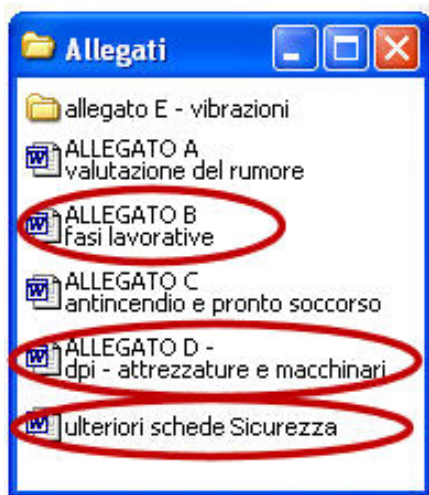 Allegati
allegato E - vibrazioni
ALLEGATO A
valutazione del rumore
ALLEGATO B
fasi lavorative
ALLEGATO C
antincendio e pronto soccorso
ALLEGATO D -
dpi - attrezzature e macchinari
ulteriori schede Sicurezza